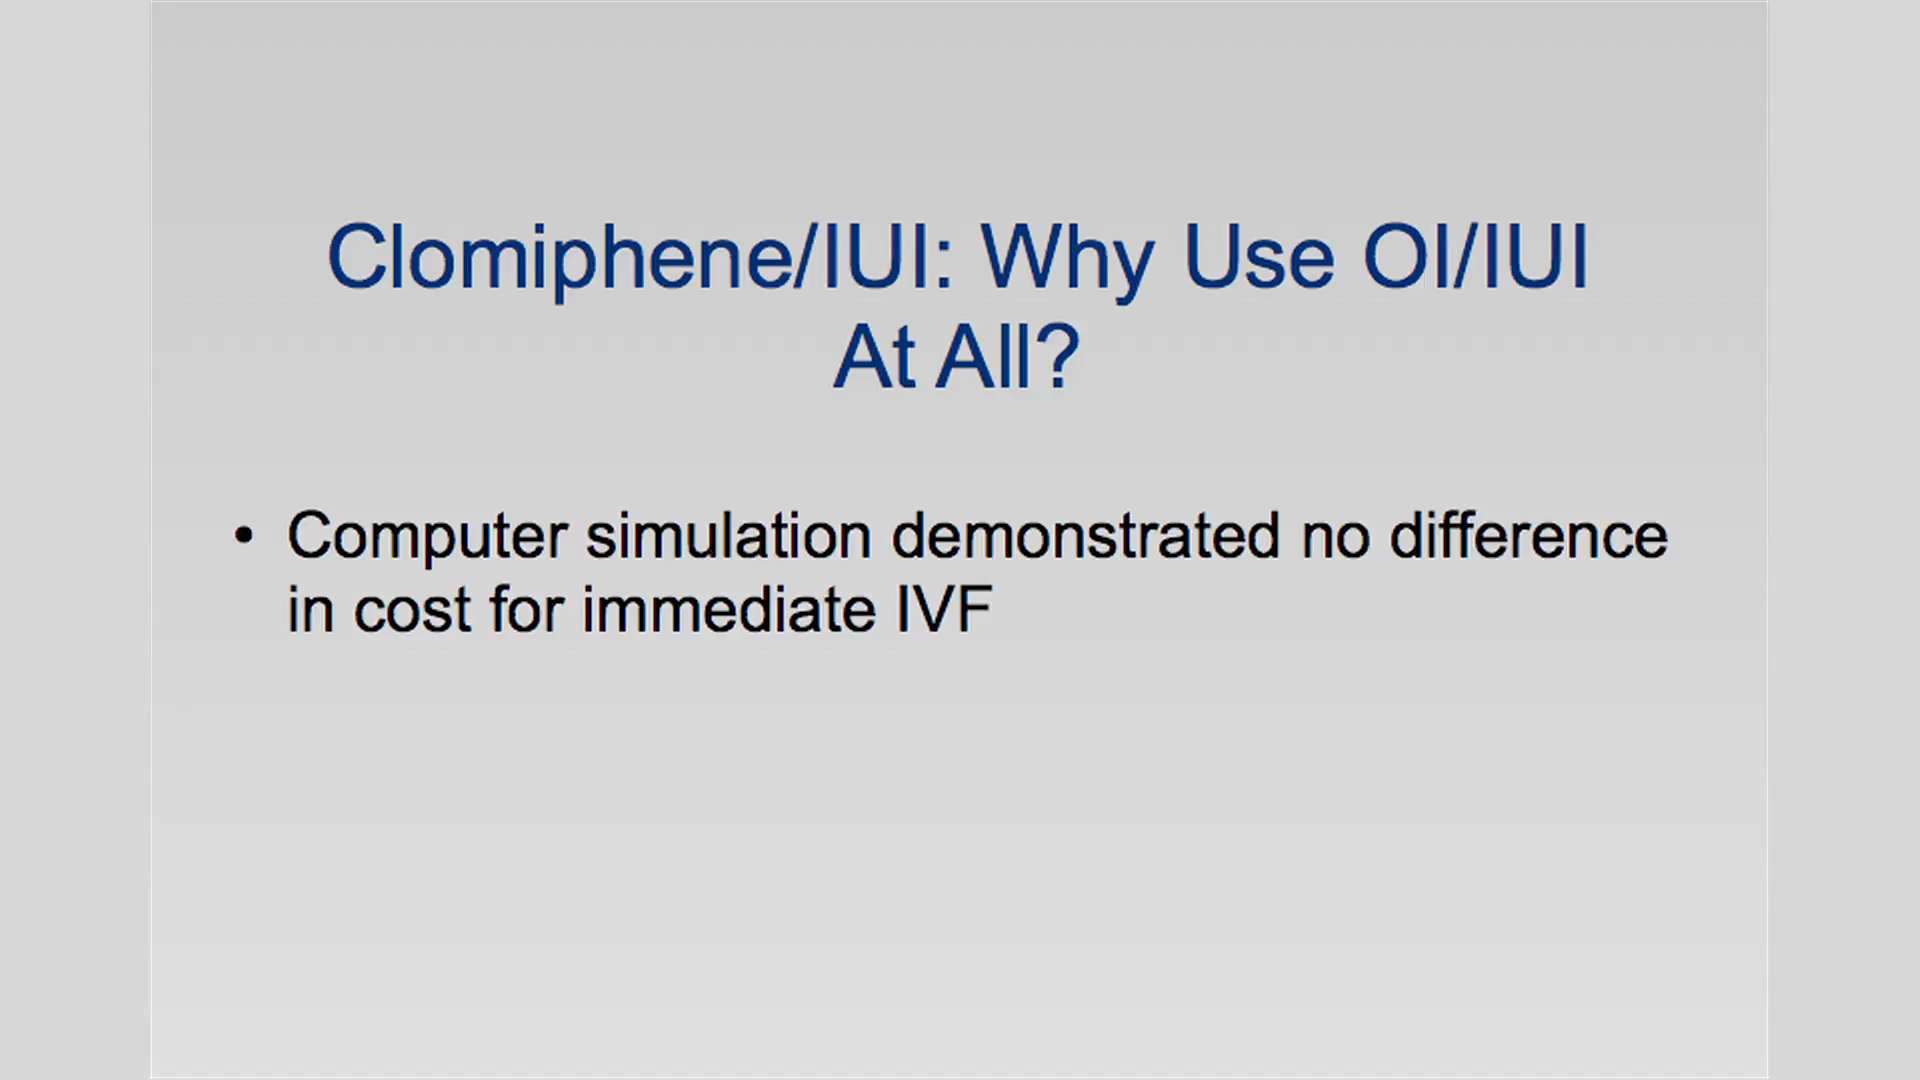 Clomiphene/IUI: Why Use OI/IUI
At All?
• Computer simulation demonstrated no difference
in cost for immediate IVF